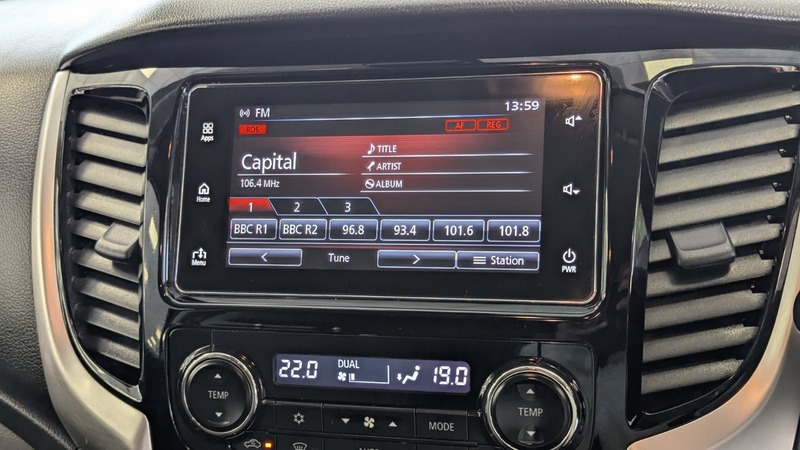 FM
13:59
RDS
AF
REG
Apps
Capital
TITLE
ARTIST
106.4 MHz
ALBUM
Home
1 2 3
BBC R1 BBC R2 96.8 93.4 101.6 101.8
Menu
< Tune > Station
PWR
22.0 DUAL 19.0
TEMP
TEMP
MODE